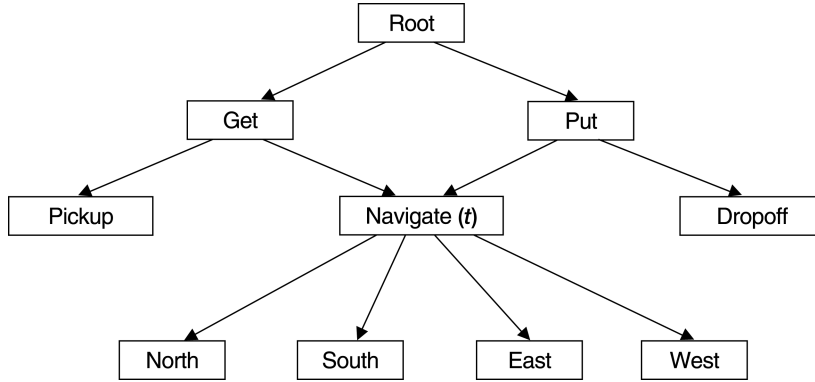 Root
Get
Put
Pickup
Navigate (t)
Dropoff
North
South
East
West